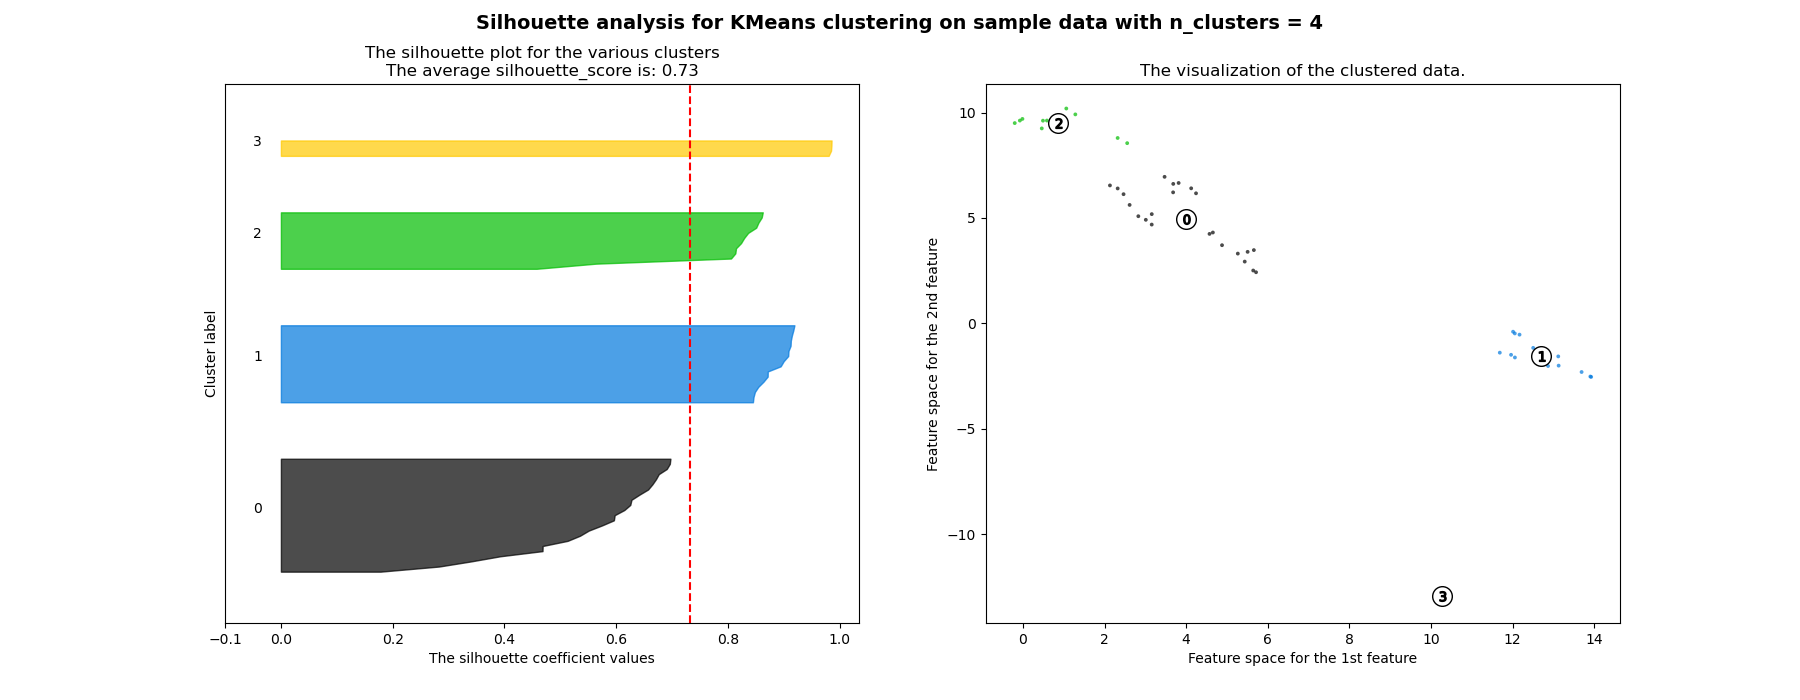 Silhouette analysis for KMeans clustering on sample data with n_clusters = 4
The silhouette plot for the various clusters
The average silhouette_score is: 0.73
3
2
1
0
Cluster label
−0.1 0.0 0.2 0.4 0.6 0.8 1.0
The silhouette coefficient values
The visualization of the clustered data.
10
5
0
−5
−10
Feature space for the 2nd feature
2
0
1
3
0 2 4 6 8 10 12 14
Feature space for the 1st feature